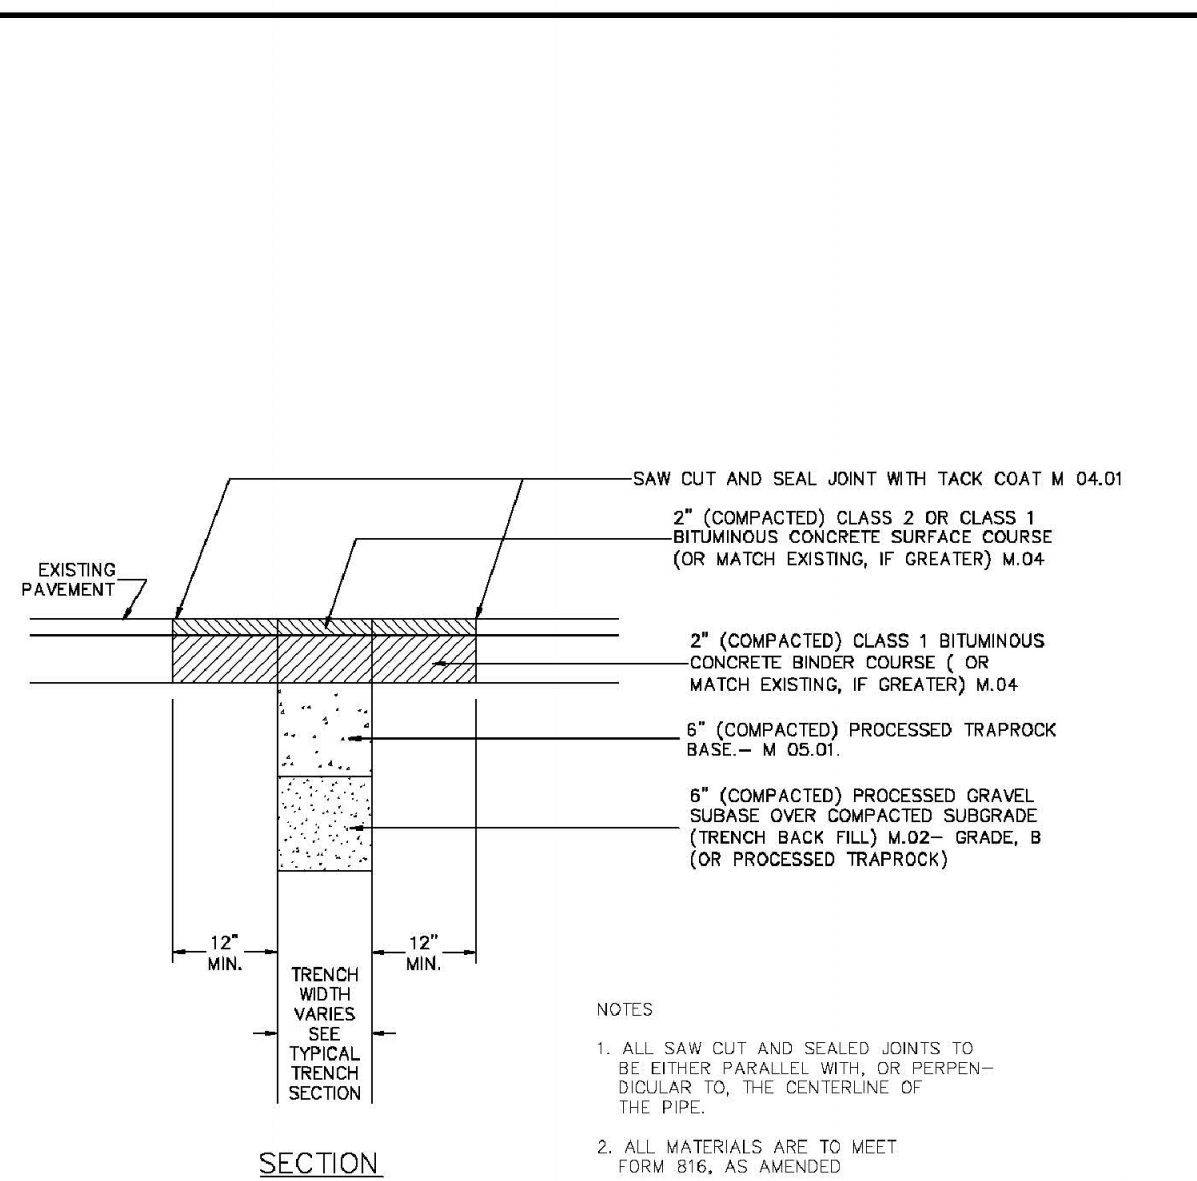 SAW CUT AND SEAL JOINT WITH TACK COAT M 04.01
2" (COMPACTED) CLASS 2 OR CLASS 1
BITUMINOUS CONCRETE SURFACE COURSE
(OR MATCH EXISTING, IF GREATER) M.04
EXISTING
PAVEMENT
2" (COMPACTED) CLASS 1 BITUMINOUS
CONCRETE BINDER COURSE ( OR
MATCH EXISTING, IF GREATER) M.04
6" (COMPACTED) PROCESSED TRAPROCK
BASE.– M 05.01.
6" (COMPACTED) PROCESSED GRAVEL
SUBASE OVER COMPACTED SUBGRADE
(TRENCH BACK FILL) M.02– GRADE, B
(OR PROCESSED TRAPROCK)
12"
MIN.
12"
MIN.
TRENCH
WIDTH
VARIES
SEE
TYPICAL
TRENCH
SECTION
SECTION
NOTES
1. ALL SAW CUT AND SEALED JOINTS TO
BE EITHER PARALLEL WITH, OR PERPEN–
DICULAR TO, THE CENTERLINE OF
THE PIPE.
2. ALL MATERIALS ARE TO MEET
FORM 816, AS AMENDED